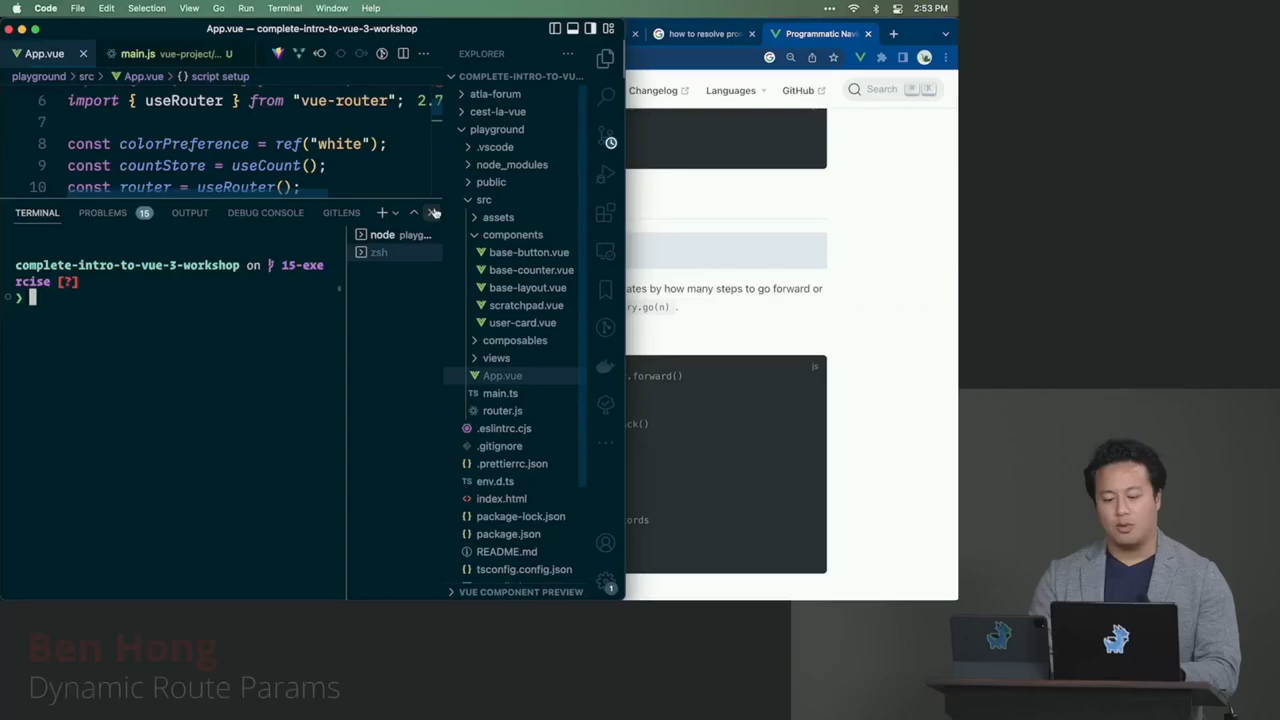 Code File Edit Selection View Go Run Terminal Window Help 2:53 PM
App.vue — complete-intro-to-vue-3-workshop
App.vue main.js vue-project/... U
playground > src > App.vue > {} script setup
6 import { useRouter } from "vue-router"; 2.7
7
8 const colorPreference = ref("white");
9 const countStore = useCount();
10 const router = useRouter();
TERMINAL PROBLEMS 15 OUTPUT DEBUG CONSOLE GITLENS
node playg...
zsh
complete-intro-to-vue-3-workshop on 15-exe
rcise [?]
EXPLORER
COMPLETE-INTRO-TO-VU...
atla-forum
cest-la-vue
playground
.vscode
node_modules
public
src
assets
components
base-button.vue
base-counter.vue
base-layout.vue
scratchpad.vue
user-card.vue
composables
views
App.vue
main.ts
router.js
.eslintrc.cjs
.gitignore
.prettierrc.json
env.d.ts
index.html
package-lock.json
package.json
README.md
tsconfig.config.json
VUE COMPONENT PREVIEW
1
how to resolve pro
Programmatic Navi
Changelog Languages GitHub Search ⌘ K
ates by how many steps to go forward or
ry.go(n) .
js
.forward()
ck()
ords
Ben Hong
Dynamic Route Params